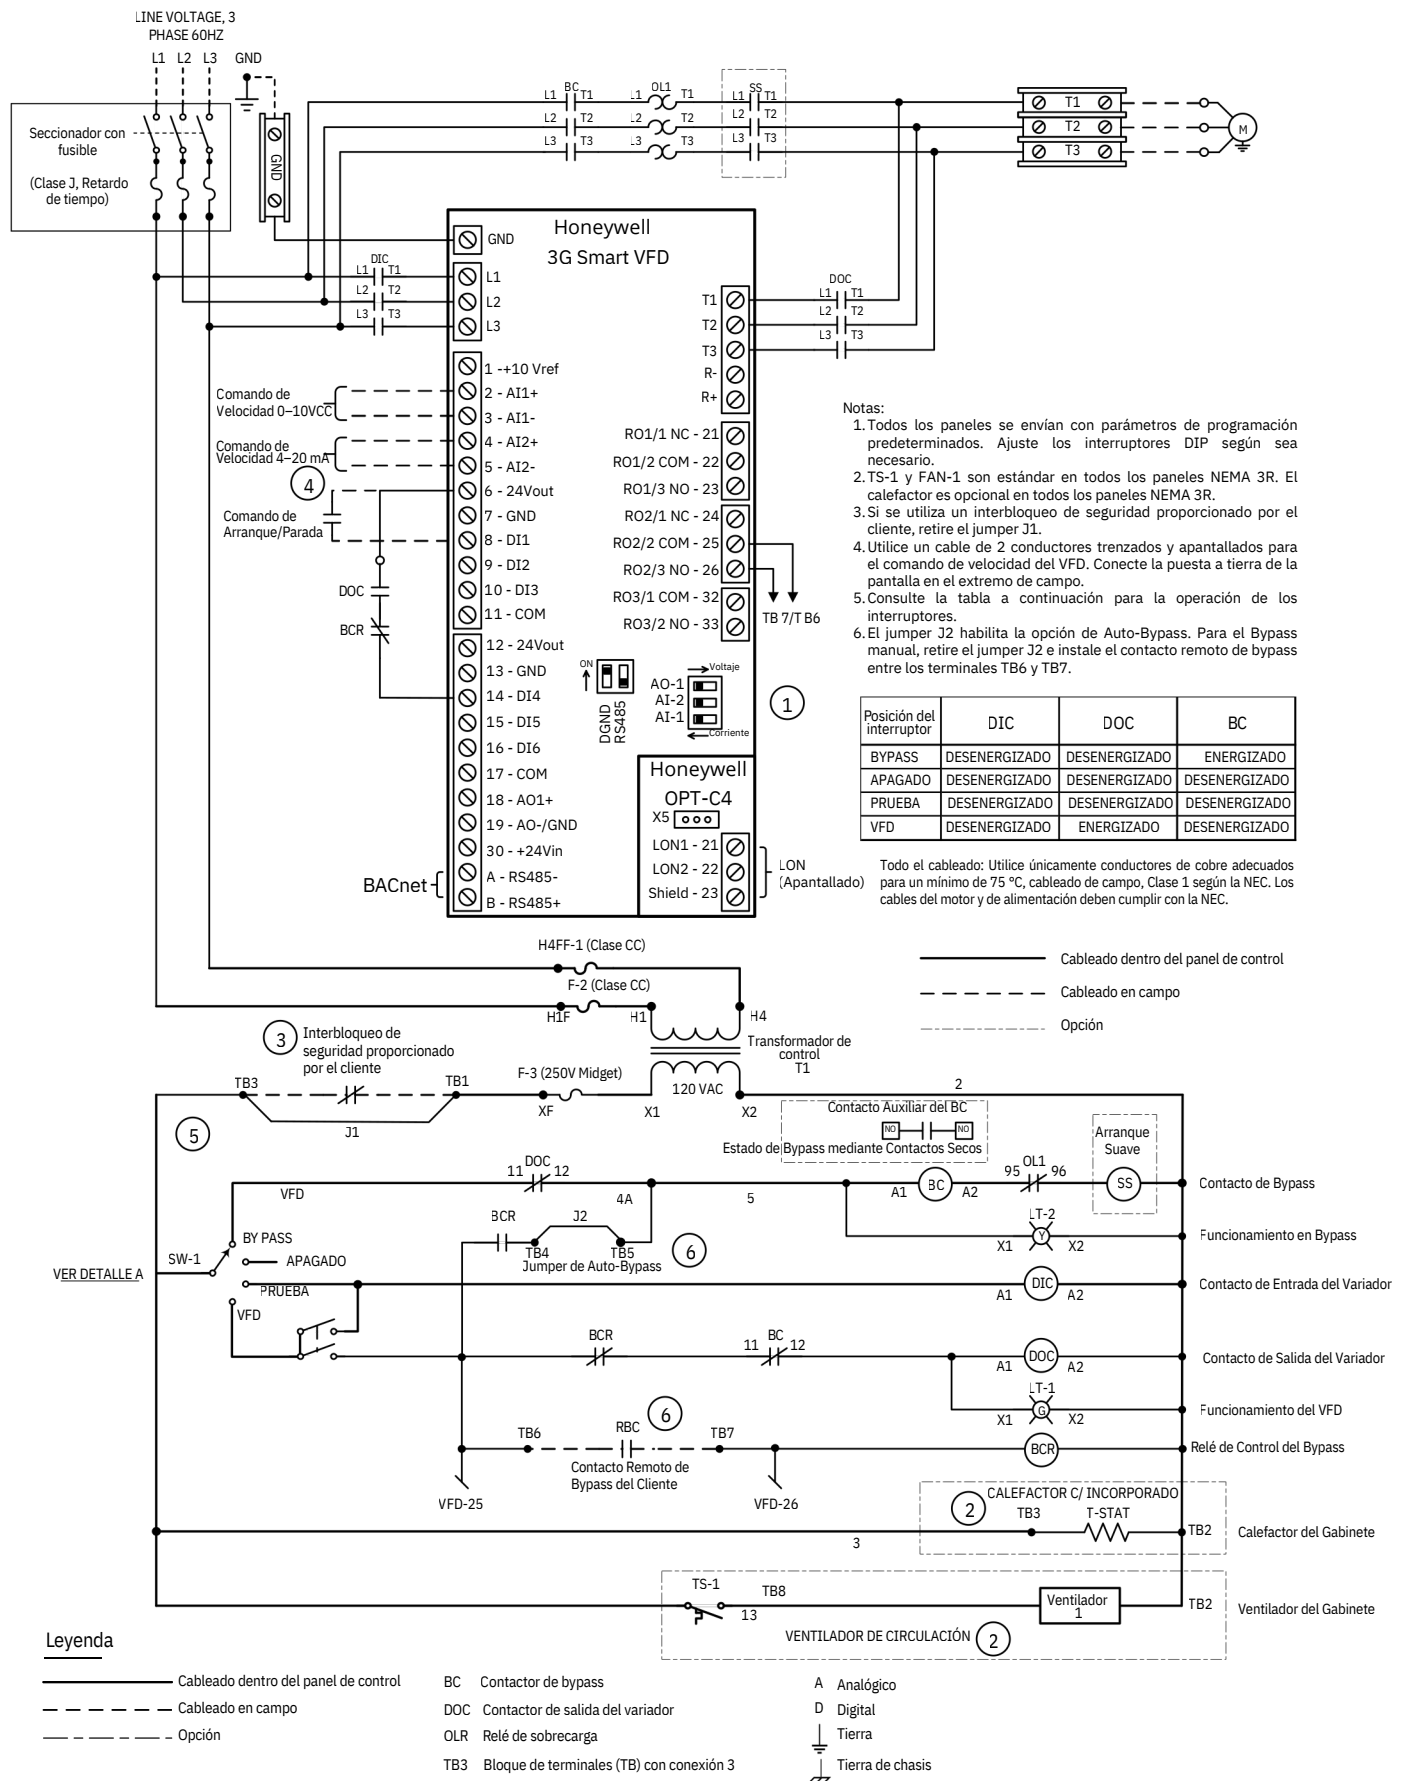 LINE VOLTAGE, 3
PHASE 60HZ
L1 L2 L3 GND
Seccionador con
fusible
(Clase J, Retardo
de tiempo)
GND
BC
L1 T1
L2 T2
L3 T3
OL1
L1 T1
L2 T2
L3 T3
SS
L1 T1
L2 T2
L3 T3
T1
T2
T3
M
Honeywell
3G Smart VFD
GND
DIC
L1 T1
L2 T2
L3 T3
L1
L2
L3
T1
T2
T3
R-
R+
DOC
L1 T1
L2 T2
L3 T3
1 -+10 Vref
2 - AI1+
3 - AI1-
4 - AI2+
5 - AI2-
6 - 24Vout
7 - GND
8 - DI1
9 - DI2
10 - DI3
11 - COM
12 - 24Vout
13 - GND
14 - DI4
15 - DI5
16 - DI6
17 - COM
18 - AO1+
19 - AO-/GND
30 - +24Vin
A - RS485-
B - RS485+
Comando de
Velocidad 0–10VCC
Comando de
Velocidad 4–20 mA
4
Comando de
Arranque/Parada
DOC
BCR
BACnet
RO1/1 NC - 21
RO1/2 COM - 22
RO1/3 NO - 23
RO2/1 NC - 24
RO2/2 COM - 25
RO2/3 NO - 26
RO3/1 COM - 32
RO3/2 NO - 33
TB 7/T B6
ON
DGND
RS485
Voltaje
AO-1
AI-2
AI-1
Corriente
1
Honeywell
OPT-C4
X5
LON1 - 21
LON2 - 22
Shield - 23
LON
(Apantallado)
Notas:
1. Todos los paneles se envían con parámetros de programación
predeterminados. Ajuste los interruptores DIP según sea
necesario.
2. TS-1 y FAN-1 son estándar en todos los paneles NEMA 3R. El
calefactor es opcional en todos los paneles NEMA 3R.
3. Si se utiliza un interbloqueo de seguridad proporcionado por el
cliente, retire el jumper J1.
4. Utilice un cable de 2 conductores trenzados y apantallados para
el comando de velocidad del VFD. Conecte la puesta a tierra de la
pantalla en el extremo de campo.
5. Consulte la tabla a continuación para la operación de los
interruptores.
6. El jumper J2 habilita la opción de Auto-Bypass. Para el Bypass
manual, retire el jumper J2 e instale el contacto remoto de bypass
entre los terminales TB6 y TB7.
Posición del
interruptor DIC DOC BC
BYPASS DESENERGIZADO DESENERGIZADO ENERGIZADO
APAGADO DESENERGIZADO DESENERGIZADO DESENERGIZADO
PRUEBA DESENERGIZADO DESENERGIZADO DESENERGIZADO
VFD DESENERGIZADO ENERGIZADO DESENERGIZADO
Todo el cableado: Utilice únicamente conductores de cobre adecuados
para un mínimo de 75 °C, cableado de campo, Clase 1 según la NEC. Los
cables del motor y de alimentación deben cumplir con la NEC.
Cableado dentro del panel de control
Cableado en campo
Opción
H4FF-1 (Clase CC)
F-2 (Clase CC)
H1F H1 H4
Transformador de
control
T1
3
Interbloqueo de
seguridad proporcionado
por el cliente
TB3 TB1
J1
F-3 (250V Midget)
XF X1 120 VAC X2
2
5
Contacto Auxiliar del BC
NO NO
Estado de Bypass mediante Contactos Secos
Arranque
Suave
VFD
11 DOC 12
4A
5
A1 BC A2
95 OL1 96
SS
Contacto de Bypass
BCR
J2
TB4 TB5
Jumper de Auto-Bypass
6
LT-2
X1 Y X2
Funcionamiento en Bypass
VER DETALLE A
SW-1
BY PASS
APAGADO
PRUEBA
VFD
A1 DIC A2
Contacto de Entrada del Variador
BCR
11 BC 12
A1 DOC A2
Contacto de Salida del Variador
LT-1
X1 G X2
Funcionamiento del VFD
6
TB6 RBC TB7
Contacto Remoto de
Bypass del Cliente
BCR
Relé de Control del Bypass
VFD-25 VFD-26
CALEFACTOR C/ INCORPORADO
2
TB3 T-STAT
TB2
Calefactor del Gabinete
3
TS-1
TB8
13
Ventilador
1
TB2
Ventilador del Gabinete
VENTILADOR DE CIRCULACIÓN 2
Leyenda
Cableado dentro del panel de control
Cableado en campo
Opción
BC Contactor de bypass
DOC Contactor de salida del variador
OLR Relé de sobrecarga
TB3 Bloque de terminales (TB) con conexión 3
A Analógico
D Digital
Tierra
Tierra de chasis